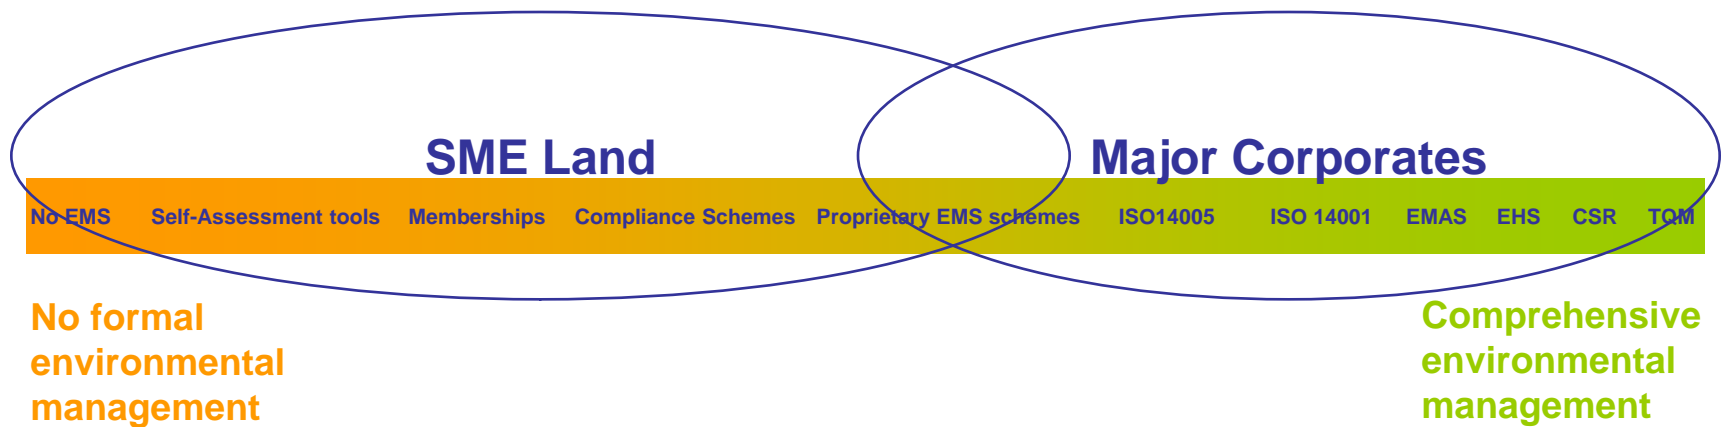 SME Land
Major Corporates
No EMS Self-Assessment tools Memberships Compliance Schemes Proprietary EMS schemes ISO14005 ISO 14001 EMAS EHS CSR TQM
No formal
environmental
management
Comprehensive
environmental
management